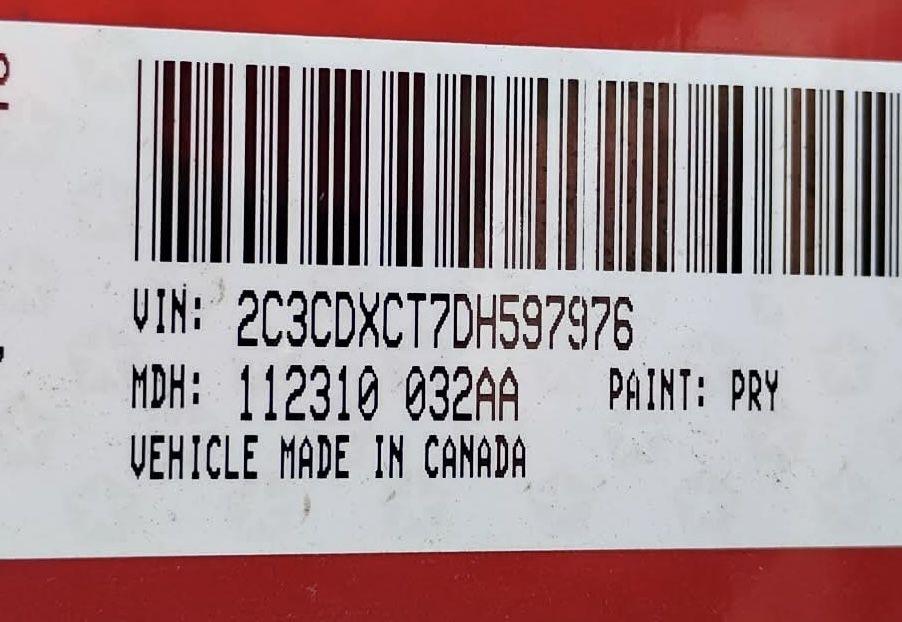 VIN: 2C3CDXCT7DH597976
MDH: 112310 032AA PAINT: PRY
VEHICLE MADE IN CANADA